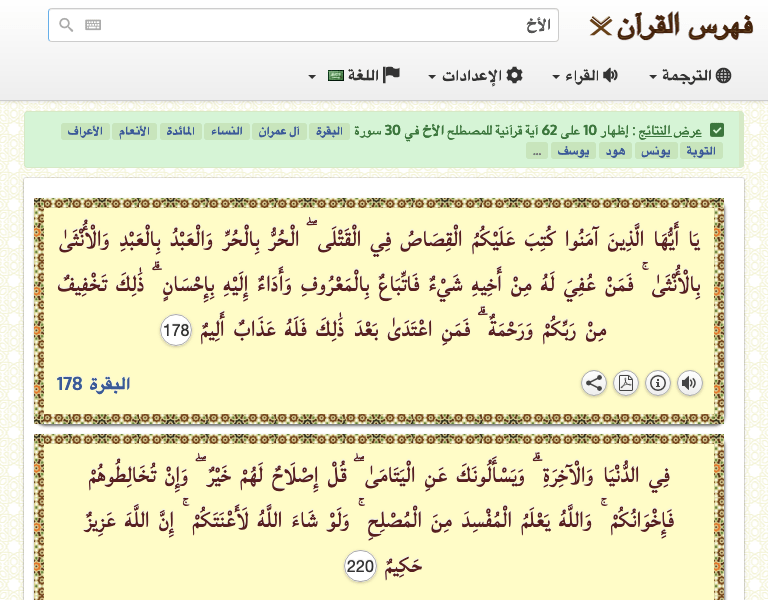 فهرس القرآن
الأخ
الترجمة القراء الإعدادات اللغة
عرض النتائج : إظهار 10 على 62 آية قرآنية للمصطلح الأخ في 30 سورة البقرة آل عمران النساء المائدة الأنعام الأعراف
التوبة يونس هود يوسف ...
يَا أَيُّهَا الَّذِينَ آمَنُوا كُتِبَ عَلَيْكُمُ الْقِصَاصُ فِي الْقَتْلَى ۖ الْحُرُّ بِالْحُرِّ وَالْعَبْدُ بِالْعَبْدِ وَالْأُنْثَىٰ
بِالْأُنْثَىٰ ۚ فَمَنْ عُفِيَ لَهُ مِنْ أَخِيهِ شَيْءٌ فَاتِّبَاعٌ بِالْمَعْرُوفِ وَأَدَاءٌ إِلَيْهِ بِإِحْسَانٍ ۗ ذَٰلِكَ تَخْفِيفٌ
مِنْ رَبِّكُمْ وَرَحْمَةٌ ۗ فَمَنِ اعْتَدَىٰ بَعْدَ ذَٰلِكَ فَلَهُ عَذَابٌ أَلِيمٌ 178
البقرة 178
فِي الدُّنْيَا وَالْآخِرَةِ ۗ وَيَسْأَلُونَكَ عَنِ الْيَتَامَىٰ ۖ قُلْ إِصْلَاحٌ لَهُمْ خَيْرٌ ۖ وَإِنْ تُخَالِطُوهُمْ
فَإِخْوَانُكُمْ ۚ وَاللَّهُ يَعْلَمُ الْمُفْسِدَ مِنَ الْمُصْلِحِ ۚ وَلَوْ شَاءَ اللَّهُ لَأَعْنَتَكُمْ ۚ إِنَّ اللَّهَ عَزِيزٌ
حَكِيمٌ 220